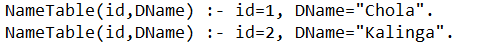 NameTable(id,DName) :- id=1, DName="Chola".
NameTable(id,DName) :- id=2, DName="Kalinga".